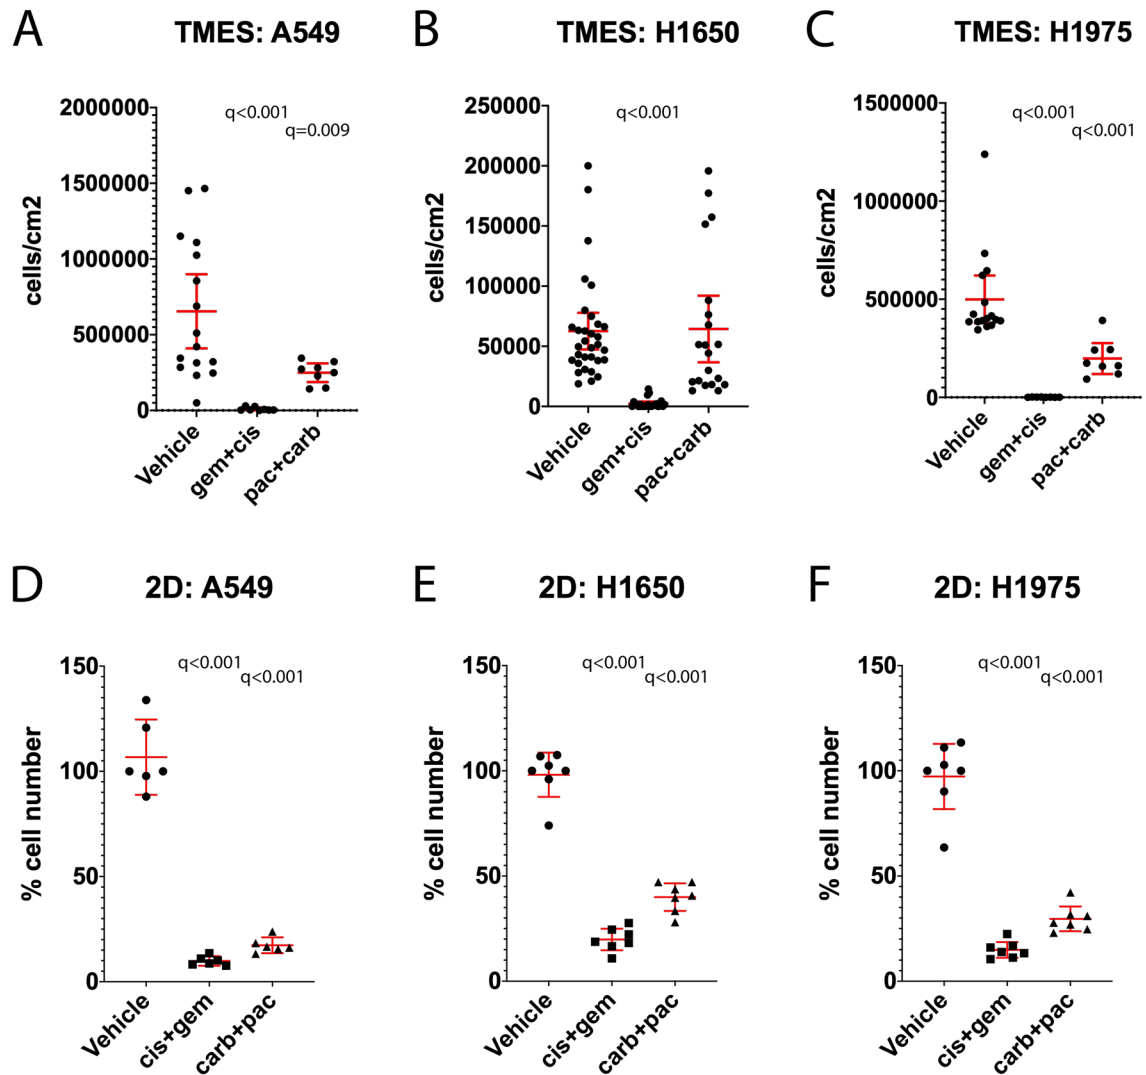 A
TMES: A549
cells/cm2
2000000
1500000
1000000
500000
0
q<0.001
q=0.009
Vehicle
gem+cis
pac+carb
B
TMES: H1650
cells/cm2
250000
200000
150000
100000
50000
0
q<0.001
Vehicle
gem+cis
pac+carb
C
TMES: H1975
cells/cm2
1500000
1000000
500000
0
q<0.001
q<0.001
Vehicle
gem+cis
pac+carb
D
2D: A549
% cell number
150
100
50
0
q<0.001
q<0.001
Vehicle
cis+gem
carb+pac
E
2D: H1650
% cell number
150
100
50
0
q<0.001
q<0.001
Vehicle
cis+gem
carb+pac
F
2D: H1975
% cell number
150
100
50
0
q<0.001
q<0.001
Vehicle
cis+gem
carb+pac